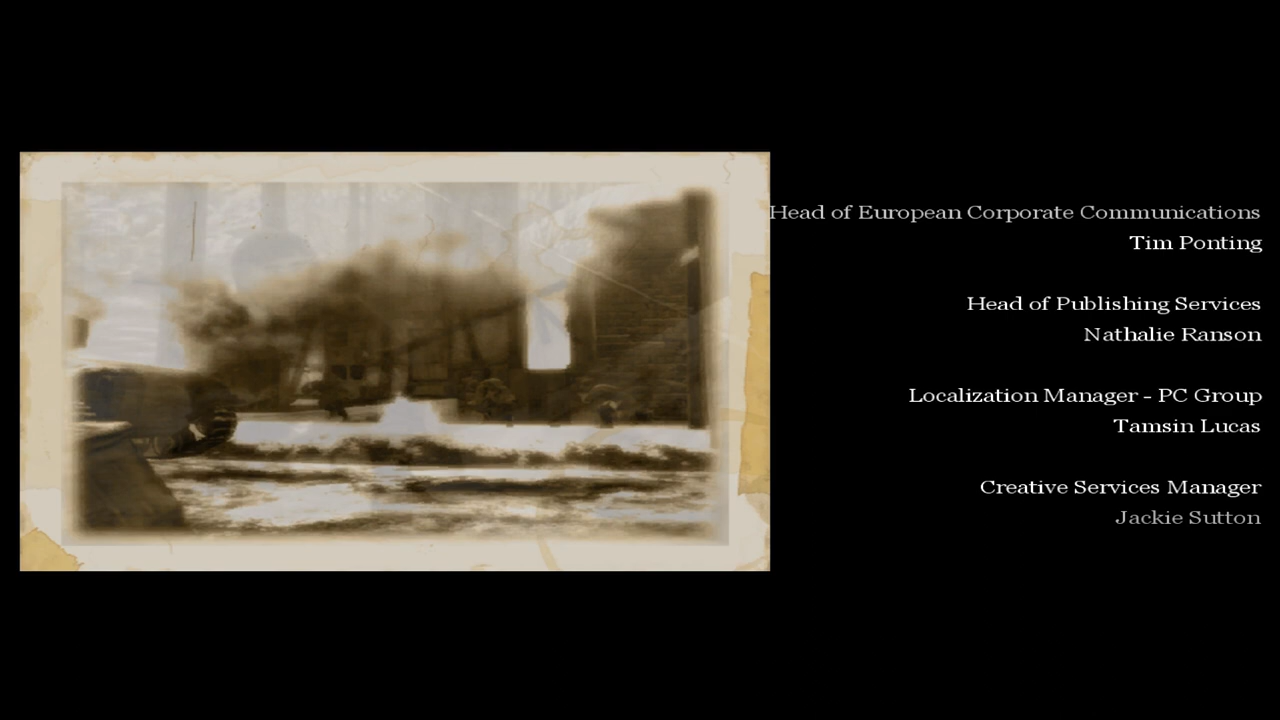 Head of European Corporate Communications
Tim Ponting
Head of Publishing Services
Nathalie Ranson
Localization Manager - PC Group
Tamsin Lucas
Creative Services Manager
Jackie Sutton